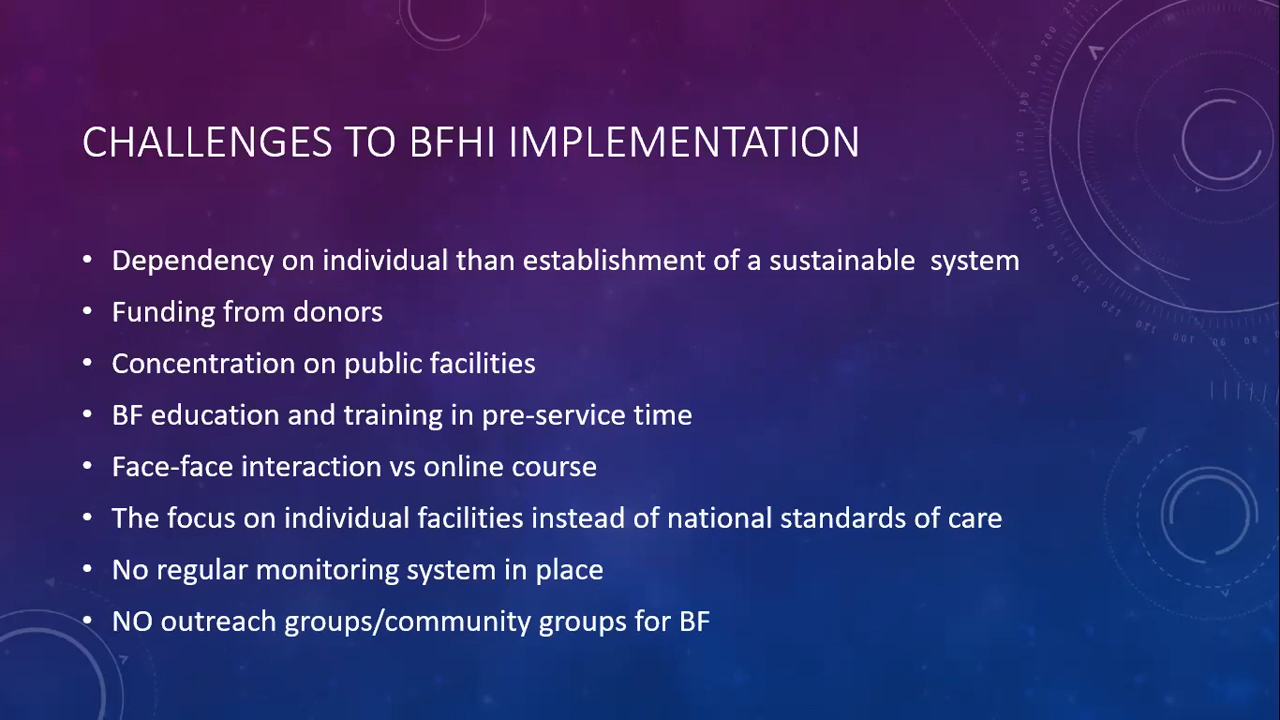 CHALLENGES TO BFHI IMPLEMENTATION
• Dependency on individual than establishment of a sustainable  system
• Funding from donors
• Concentration on public facilities
• BF education and training in pre-service time
• Face-face interaction vs online course
• The focus on individual facilities instead of national standards of care
• No regular monitoring system in place
• NO outreach groups/community groups for BF